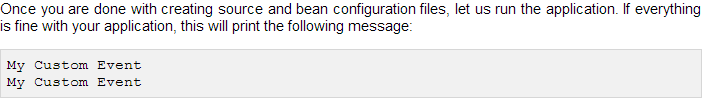 Once you are done with creating source and bean configuration files, let us run the application. If everything
is fine with your application, this will print the following message:
My Custom Event
My Custom Event